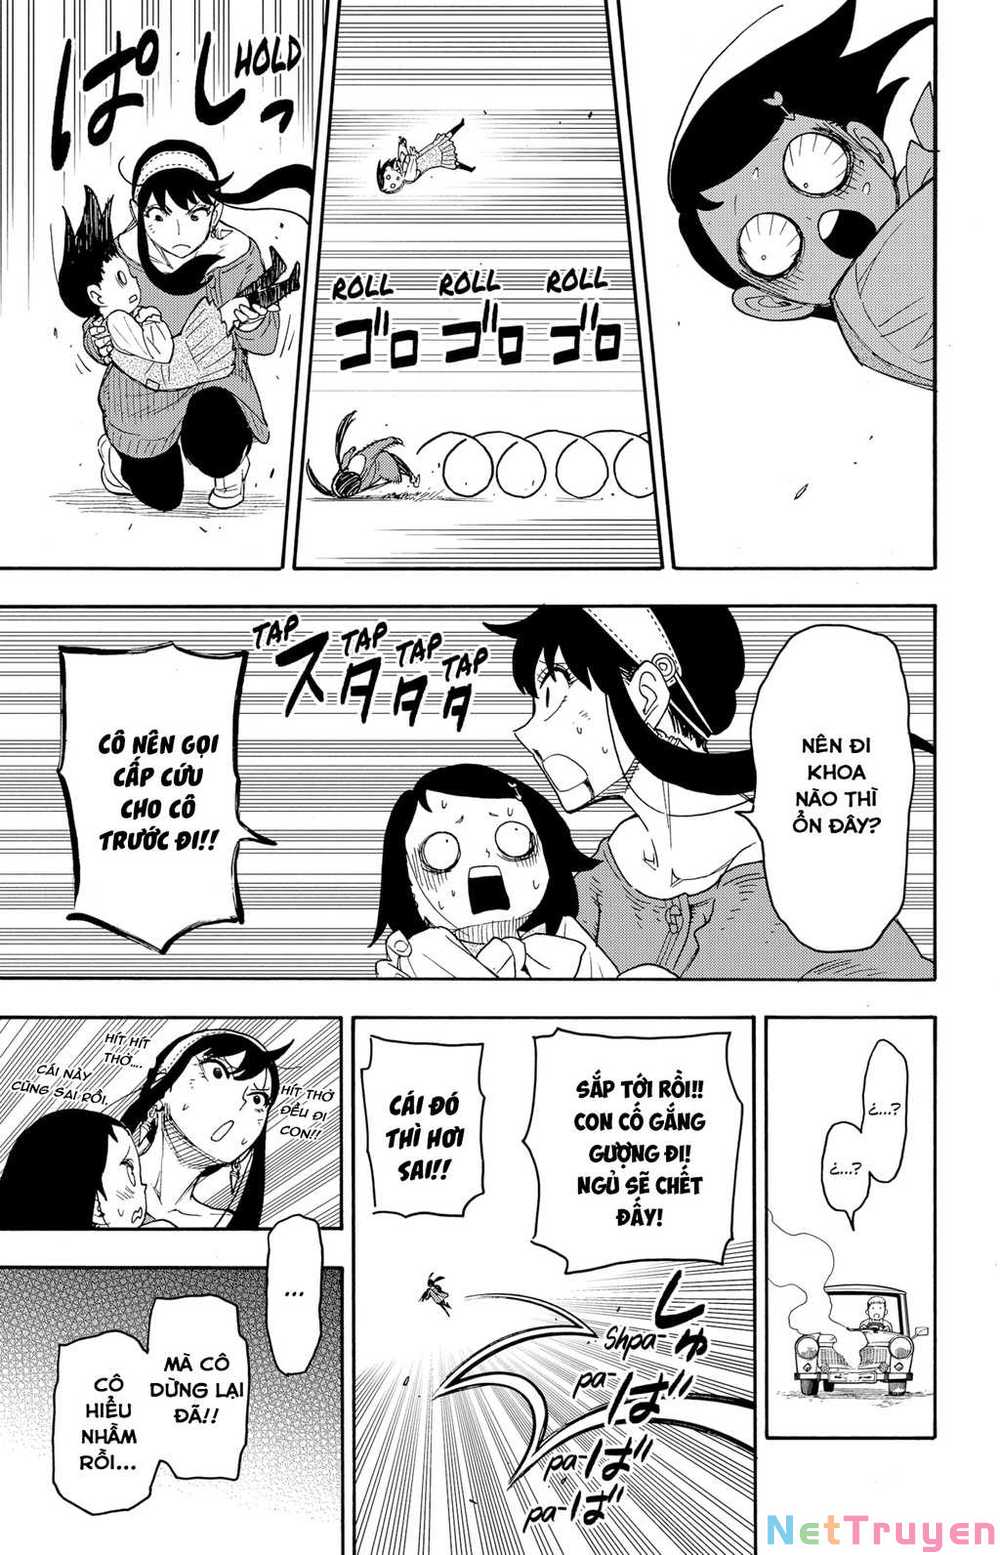 ROLL
ROLL
ROLL
ゴロ ゴロ ゴロ
HOLD
ぱしっ
NÊN ĐI
KHOA
NÀO THÌ
ỔN ĐÂY?
TAP
TAP
TAP
TAP
スタタタ
CÔ NÊN GỌI
CẤP CỨU
CHO CÔ
TRƯỚC ĐI!!
¿...?
¿...?
SẮP TỚI RỒI!!
CON CỐ GẮNG
GƯỢNG ĐI!
NGỦ SẼ CHẾT
ĐẤY!
CÁI ĐÓ
THÌ HƠI
SAI!!
Shpa-
pa-
pa-
pa-
しゅばばば
HÍT THỞ
ĐỀU ĐI
CON!!
HÍT HÍT
THỞ....
CÁI NÀY
CŨNG SAI RỒI.
...
MÀ CÔ
DỪNG LẠI
ĐÃ!!
CÔ
HIỂU
NHẦM
RỒI...
NetTruyen